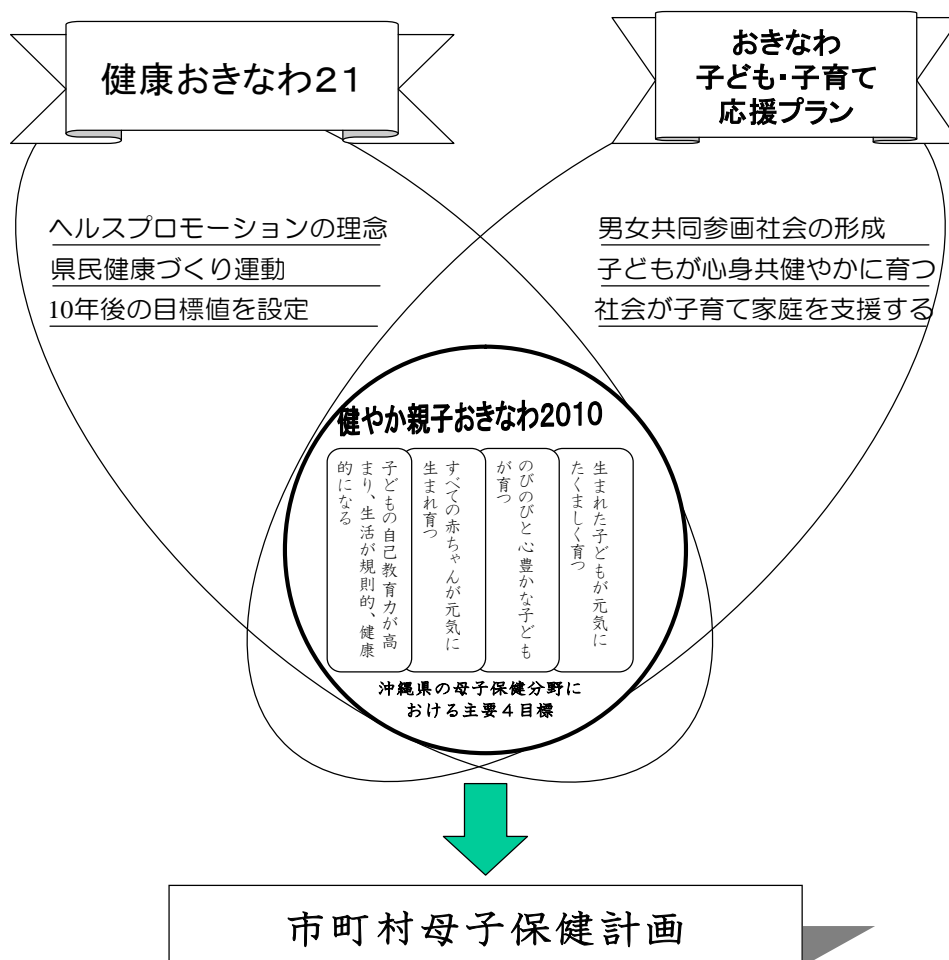 健康おきなわ21
おきなわ
子ども・子育て
応援プラン
ヘルスプロモーションの理念
県民健康づくり運動
10年後の目標値を設定
男女共同参画社会の形成
子どもが心身共健やかに育つ
社会が子育て家庭を支援する
健やか親子おきなわ2010
生まれた子どもが元気に
たくましく育つ
のびのびと心豊かな子ども
が育つ
すべての赤ちゃんが元気に
生まれ育つ
子どもの自己教育力が高
まり、生活が規則的、健康
的になる
沖縄県の母子保健分野に
おける主要4目標
市町村母子保健計画